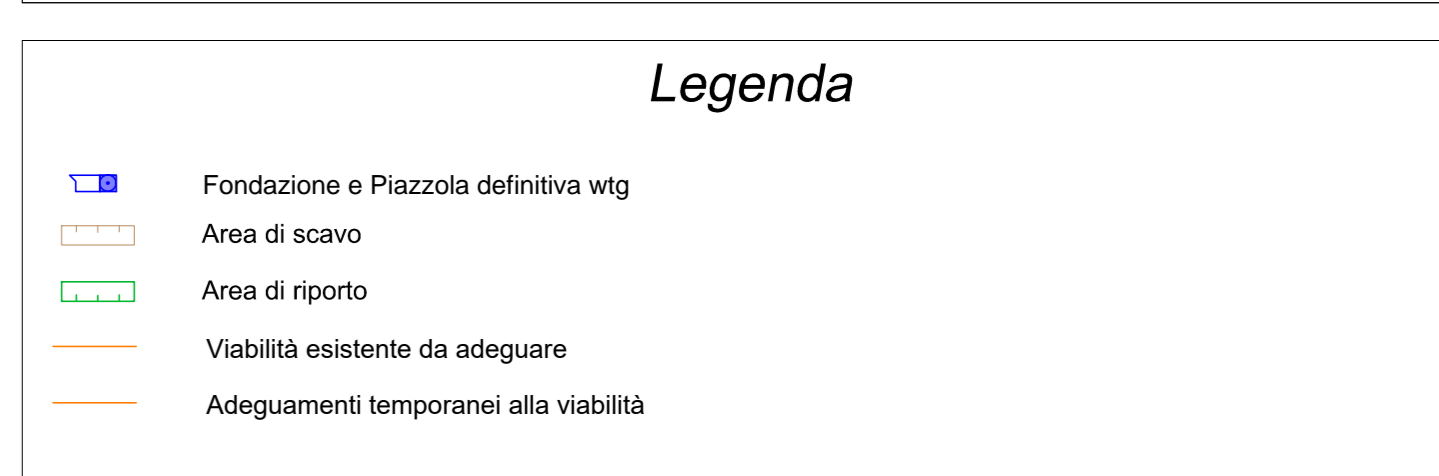 Legenda
Fondazione e Piazzola definitiva wtg
Area di scavo
Area di riporto
Viabilità esistente da adeguare
Adeguamenti temporanei alla viabilità